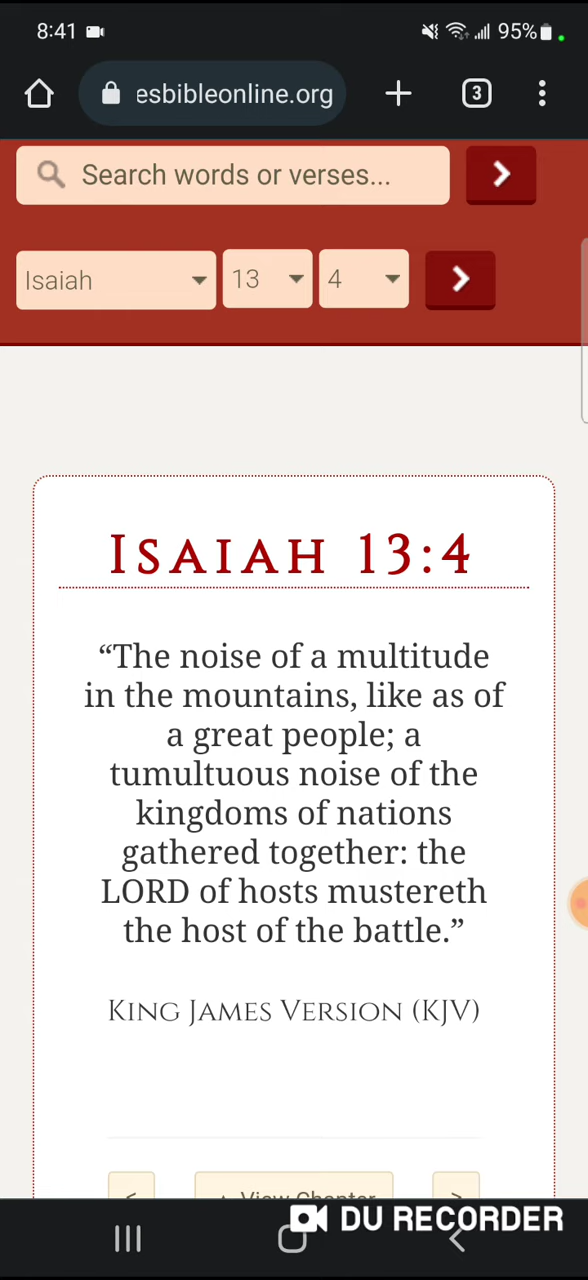 8:41 95%
esbibleonline.org 3
Search words or verses...
Isaiah 13 4
ISAIAH 13:4
“The noise of a multitude
in the mountains, like as of
a great people; a
tumultuous noise of the
kingdoms of nations
gathered together: the
LORD of hosts mustereth
the host of the battle.”
KING JAMES VERSION (KJV)
< View Chapter >
DU RECORDER